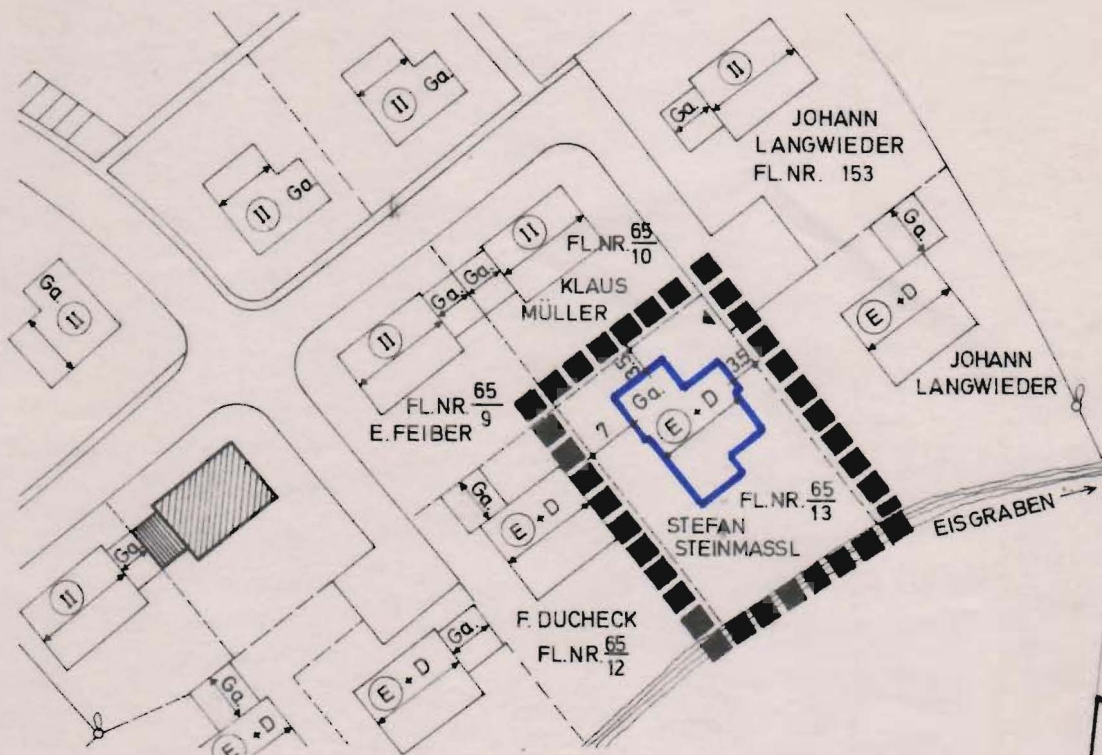 II Ga.
Ga. II
II Ga.
JOHANN
LANGWIEDER
FL.NR. 153
Ga. II
Ga. II
FL.NR. 65/10
KLAUS
MÜLLER
Ga.
Ga.
II
FL.NR. 65/9
E.FEIBER
Ga.
E + D
JOHANN
LANGWIEDER
3.5
3.5
Ga.
E + D
7
FL.NR. 65/13
STEFAN
STEINMASSL
EISGRABEN →
Ga.
E + D
F. DUCHECK
FL.NR. 65/12
Ga.
II
Ga.
E + D
Ga.
E + D